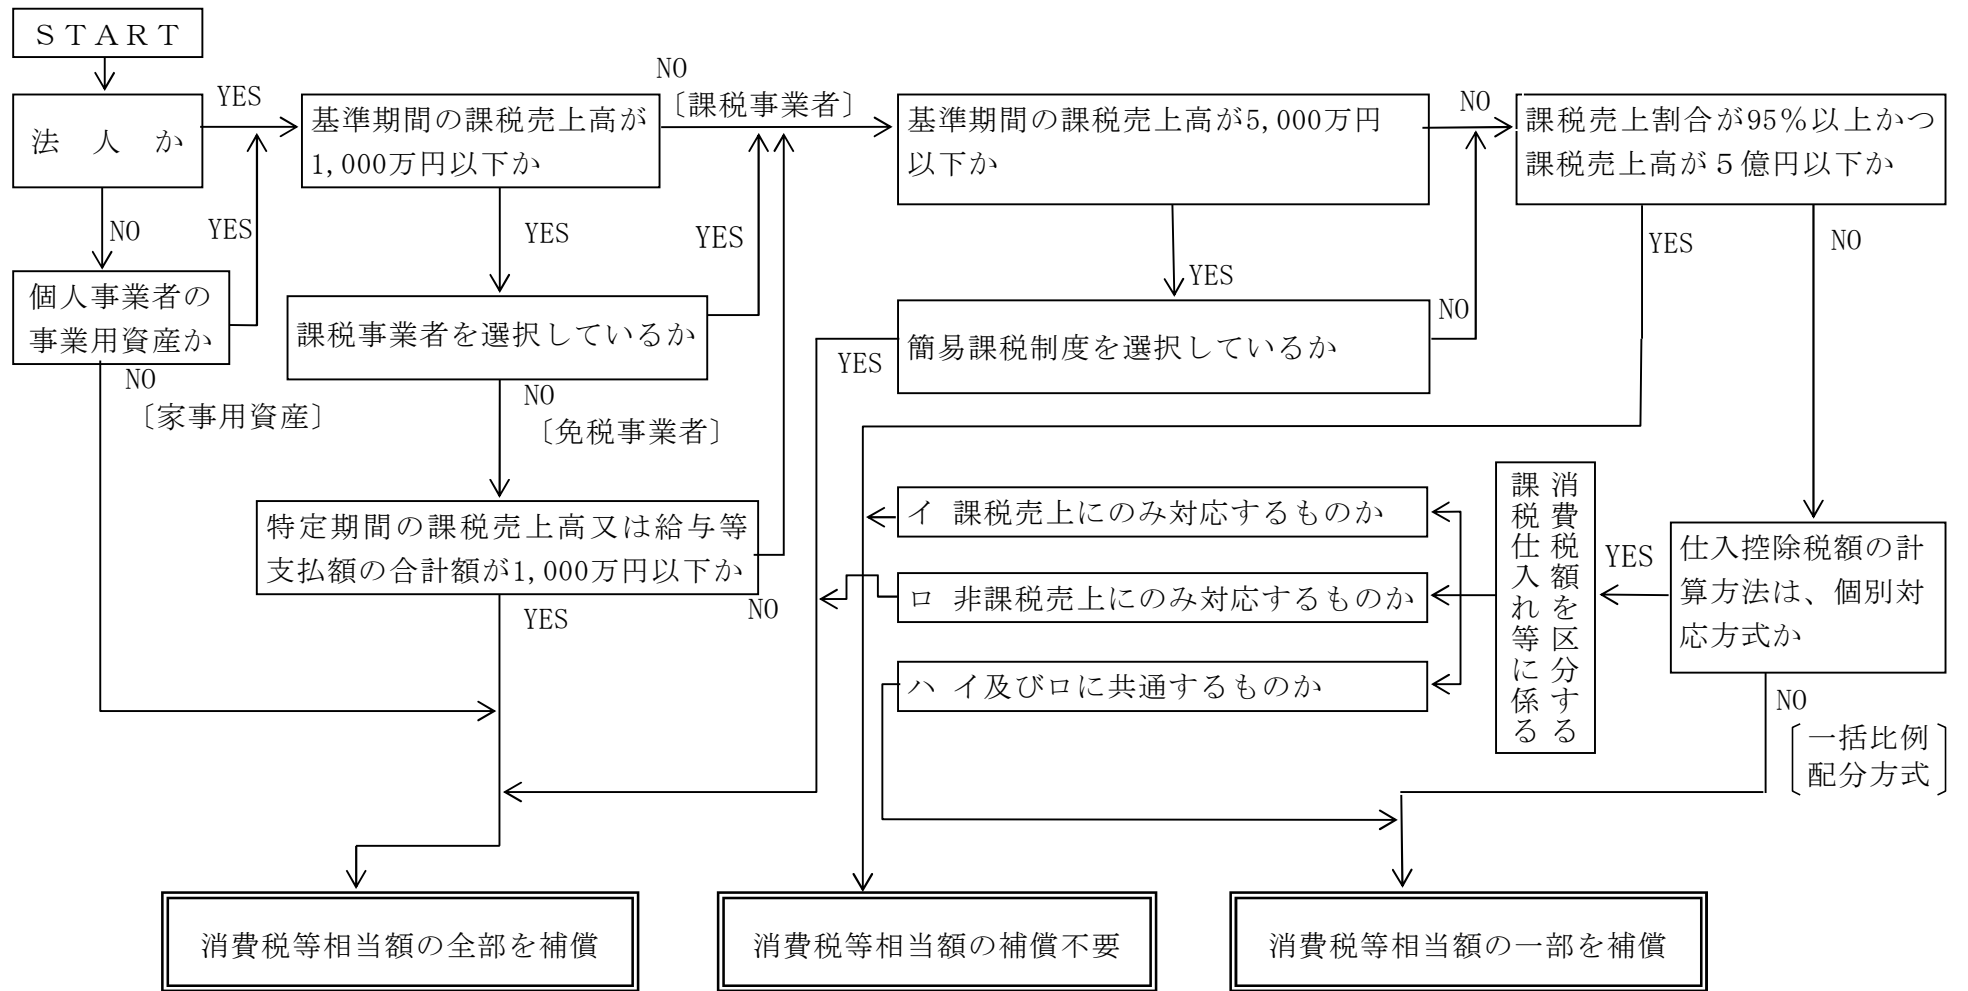 ＳＴＡＲＴ
法　人　か
YES
NO
個人事業者の
事業用資産か
YES
NO
〔家事用資産〕
基準期間の課税売上高が
1,000万円以下か
NO
〔課税事業者〕
YES
課税事業者を選択しているか
YES
NO
〔免税事業者〕
特定期間の課税売上高又は給与等
支払額の合計額が1,000万円以下か
YES
NO
基準期間の課税売上高が5,000万円
以下か
NO
YES
簡易課税制度を選択しているか
NO
YES
課税売上割合が95％以上かつ
課税売上高が５億円以下か
YES
NO
仕入控除税額の計
算方法は、個別対
応方式か
YES
NO
〔一括比例
配分方式〕
課税仕入れ等に係る
消費税額を区分する
イ 課税売上にのみ対応するものか
ロ 非課税売上にのみ対応するものか
ハ イ及びロに共通するものか
消費税等相当額の全部を補償
消費税等相当額の補償不要
消費税等相当額の一部を補償